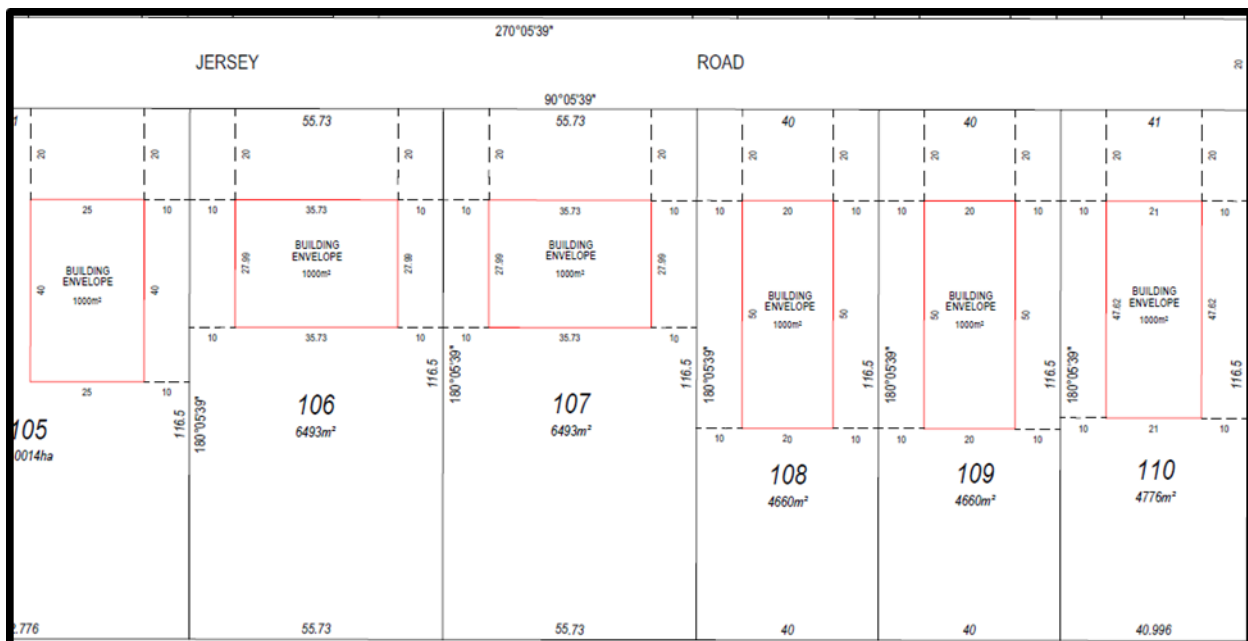 270°05'39"
JERSEY ROAD
20
90°05'39"
1 55.73 55.73 40 40 41
20 20 20 20 20 20 20 20 20 20 20 20
25 10 10 35.73 10 10 35.73 10 10 20 10 10 20 10 10 21 10
BUILDING
ENVELOPE
1000m²
40 40
BUILDING
ENVELOPE
1000m²
27.99 27.99
BUILDING
ENVELOPE
1000m²
27.99 27.99
BUILDING
ENVELOPE
1000m²
50 50
BUILDING
ENVELOPE
1000m²
50 50
BUILDING
ENVELOPE
1000m²
47.62 47.62
10 35.73 10 10 35.73 10
25 10
10 20 10 10 20 10 10 21 10
116.5 180°05'39" 116.5 180°05'39" 116.5 180°05'39" 116.5 180°05'39" 116.5 180°05'39" 116.5
105
0014ha
106
6493m²
107
6493m²
108
4660m²
109
4660m²
110
4776m²
2.776 55.73 55.73 40 40 40.996